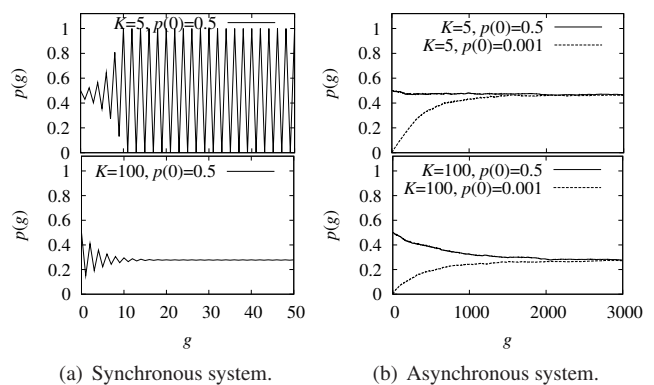 K=5, p(0)=0.5
1
0.8
0.6
0.4
0.2
0
p(g)
K=100, p(0)=0.5
1
0.8
0.6
0.4
0.2
0
p(g)
0 10 20 30 40 50
g
(a) Synchronous system.
K=5, p(0)=0.5
K=5, p(0)=0.001
1
0.8
0.6
0.4
0.2
0
p(g)
K=100, p(0)=0.5
K=100, p(0)=0.001
1
0.8
0.6
0.4
0.2
0
p(g)
0 1000 2000 3000
g
(b) Asynchronous system.